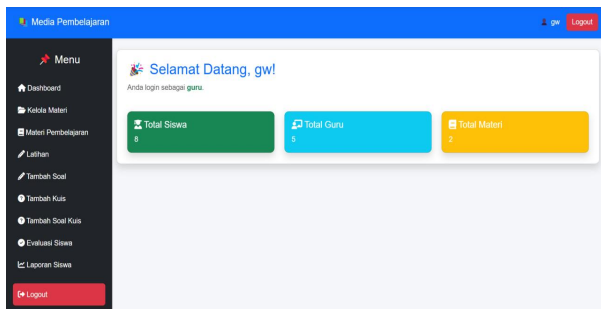 Media Pembelajaran
gw Logout
Menu
Dashboard
Kelola Materi
Materi Pembelajaran
Latihan
Tambah Soal
Tambah Kuis
Tambah Soal Kuis
Evaluasi Siswa
Laporan Siswa
Logout
Selamat Datang, gw!
Anda login sebagai guru.
Total Siswa
8
Total Guru
5
Total Materi
2